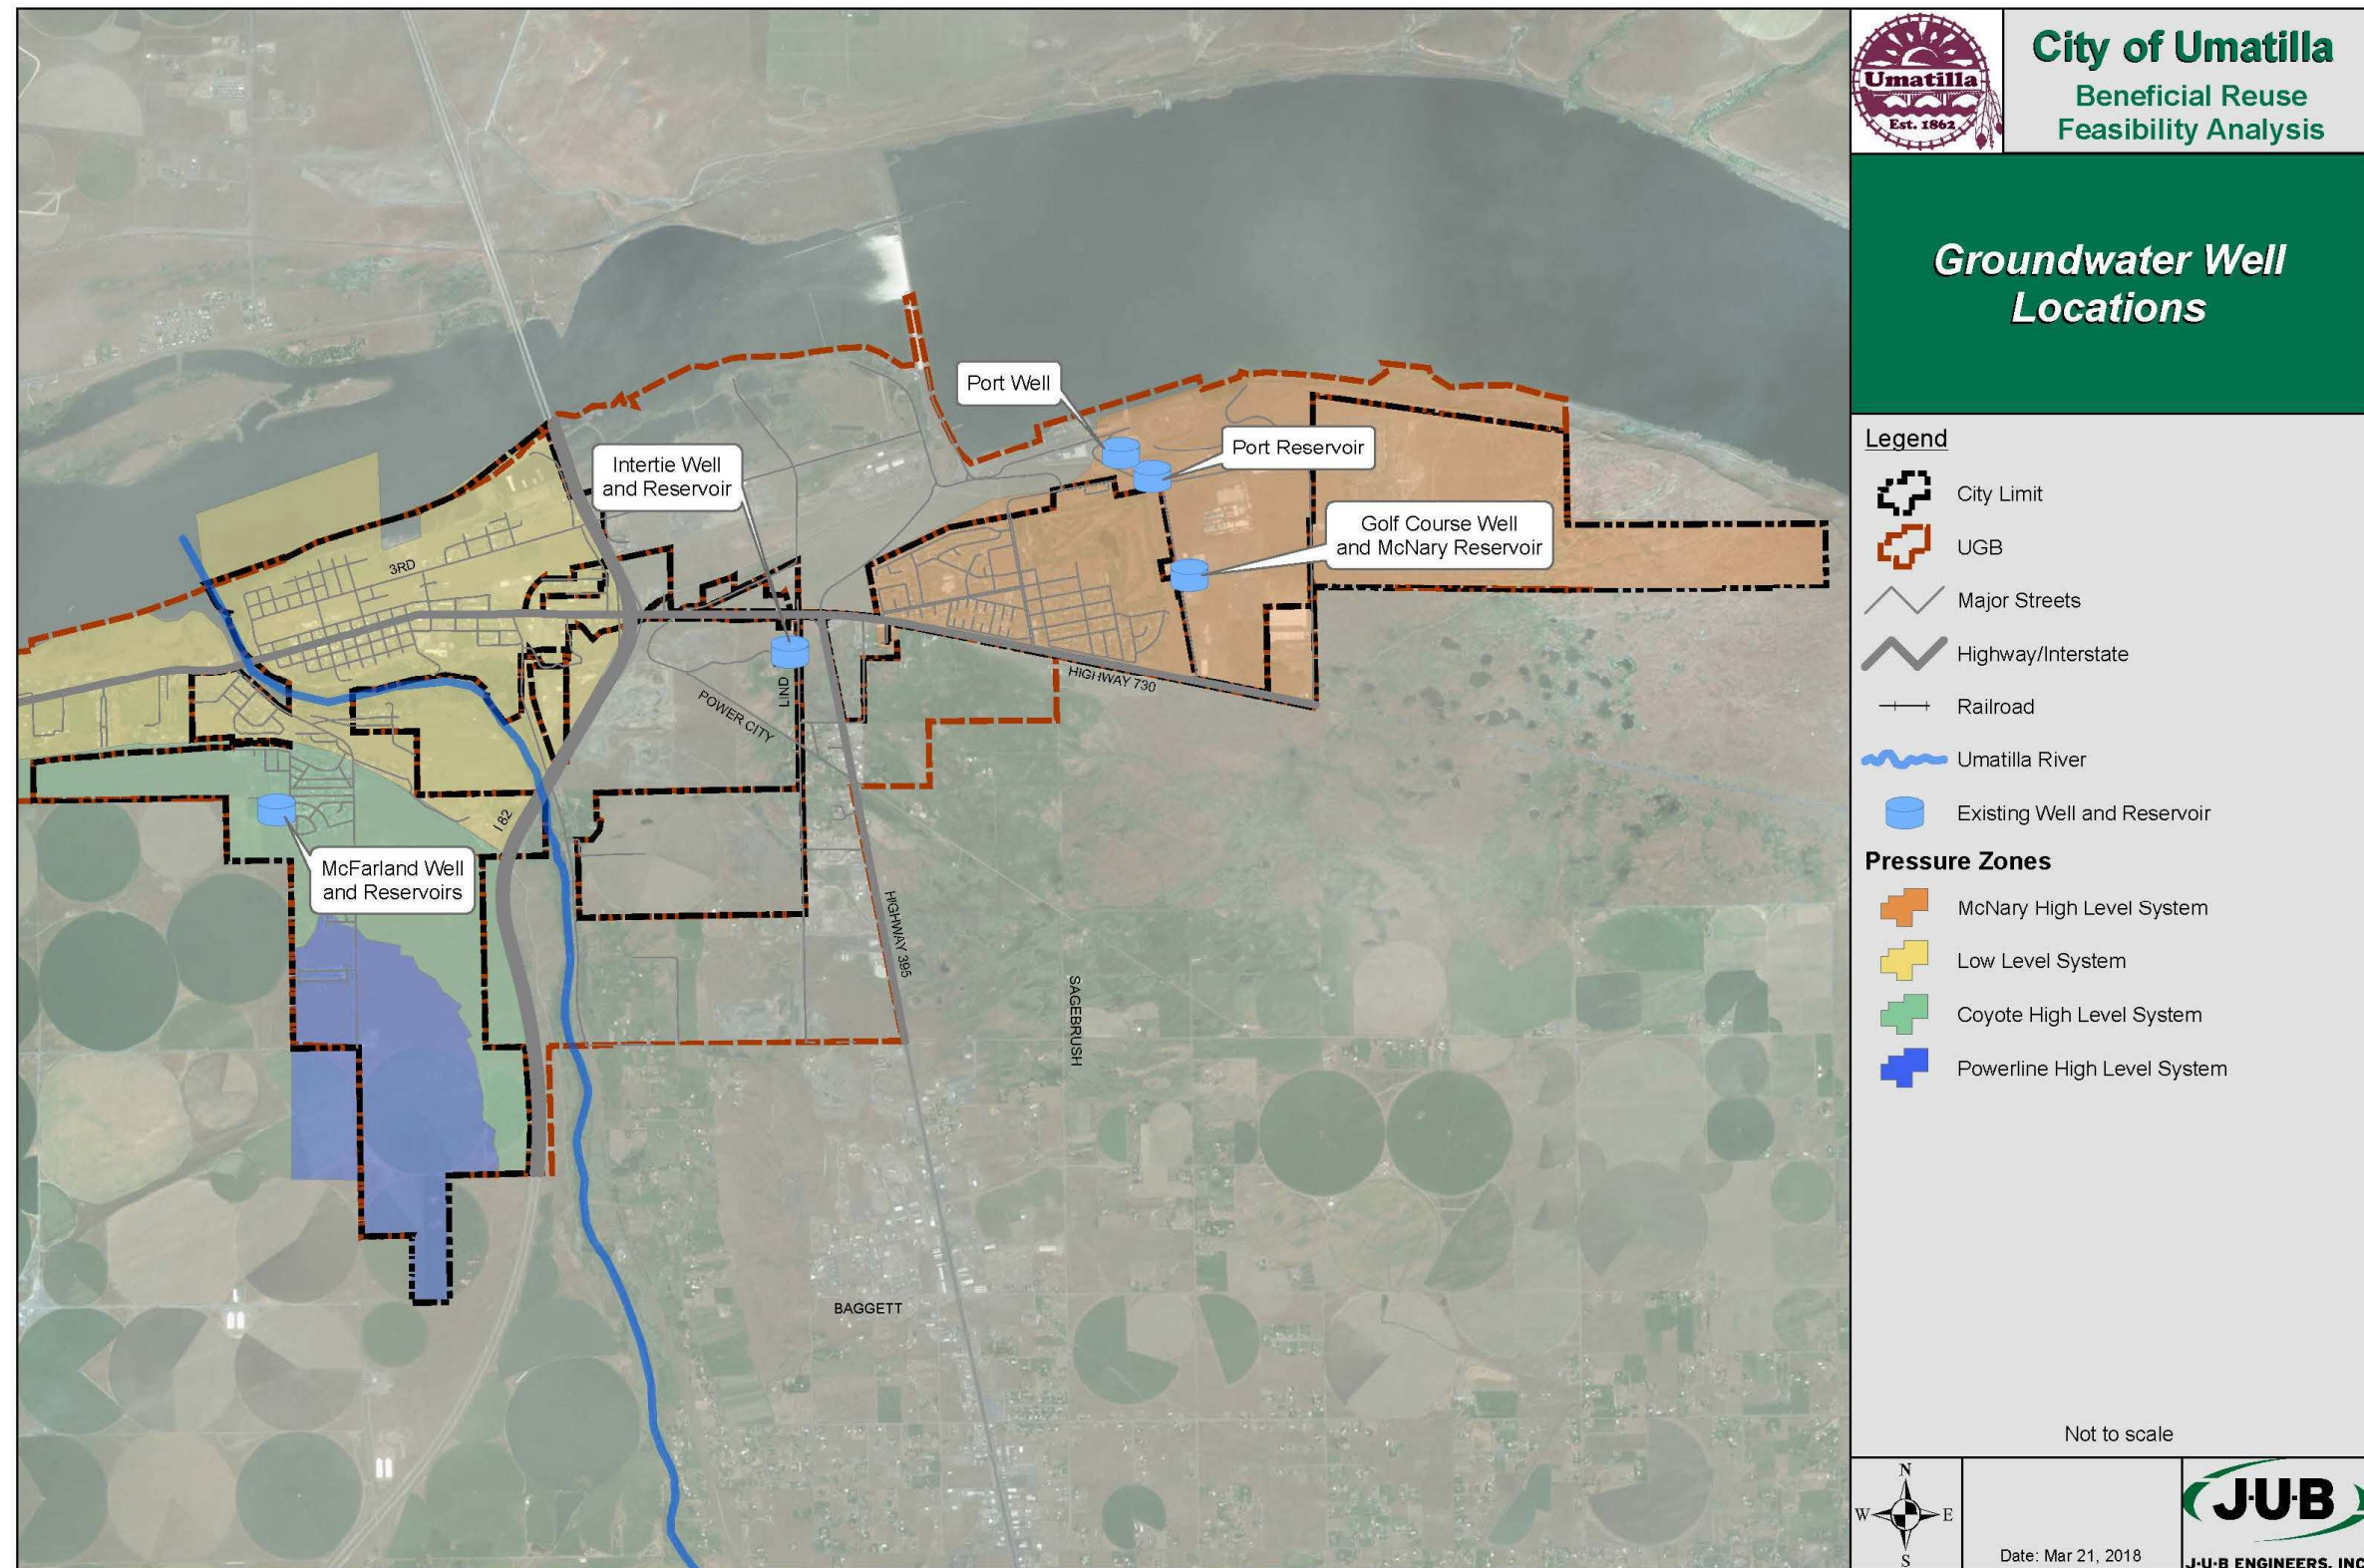 Umatilla
Est. 1862
City of Umatilla
Beneficial Reuse
Feasibility Analysis
Groundwater Well
Locations
Port Well
Port Reservoir
Intertie Well
and Reservoir
Golf Course Well
and McNary Reservoir
McFarland Well
and Reservoirs
3RD
HIGHWAY 730
LIND
POWER CITY
I 82
HIGHWAY 395
SAGEBRUSH
BAGGETT
Legend
City Limit
UGB
Major Streets
Highway/Interstate
Railroad
Umatilla River
Existing Well and Reservoir
Pressure Zones
McNary High Level System
Low Level System
Coyote High Level System
Powerline High Level System
Not to scale
N
W
E
S
Date: Mar 21, 2018
J·U·B
J·U·B ENGINEERS, INC